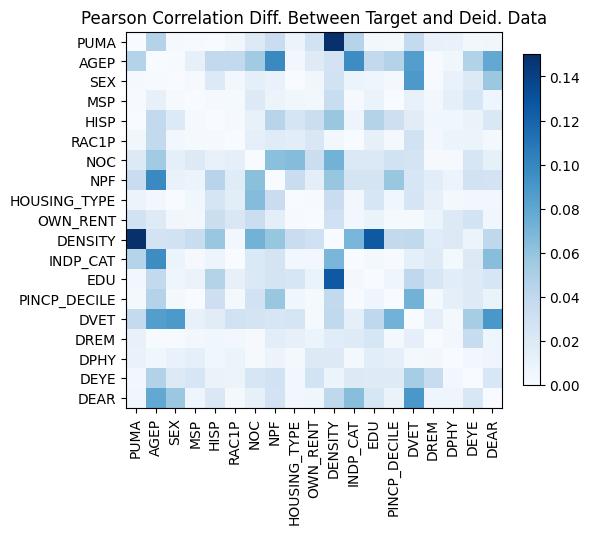 Pearson Correlation Diff. Between Target and Deid. Data
PUMA
AGEP
SEX
MSP
HISP
RAC1P
NOC
NPF
HOUSING_TYPE
OWN_RENT
DENSITY
INDP_CAT
EDU
PINCP_DECILE
DVET
DREM
DPHY
DEYE
DEAR
PUMA
AGEP
SEX
MSP
HISP
RAC1P
NOC
NPF
HOUSING_TYPE
OWN_RENT
DENSITY
INDP_CAT
EDU
PINCP_DECILE
DVET
DREM
DPHY
DEYE
DEAR
0.14
0.12
0.10
0.08
0.06
0.04
0.02
0.00